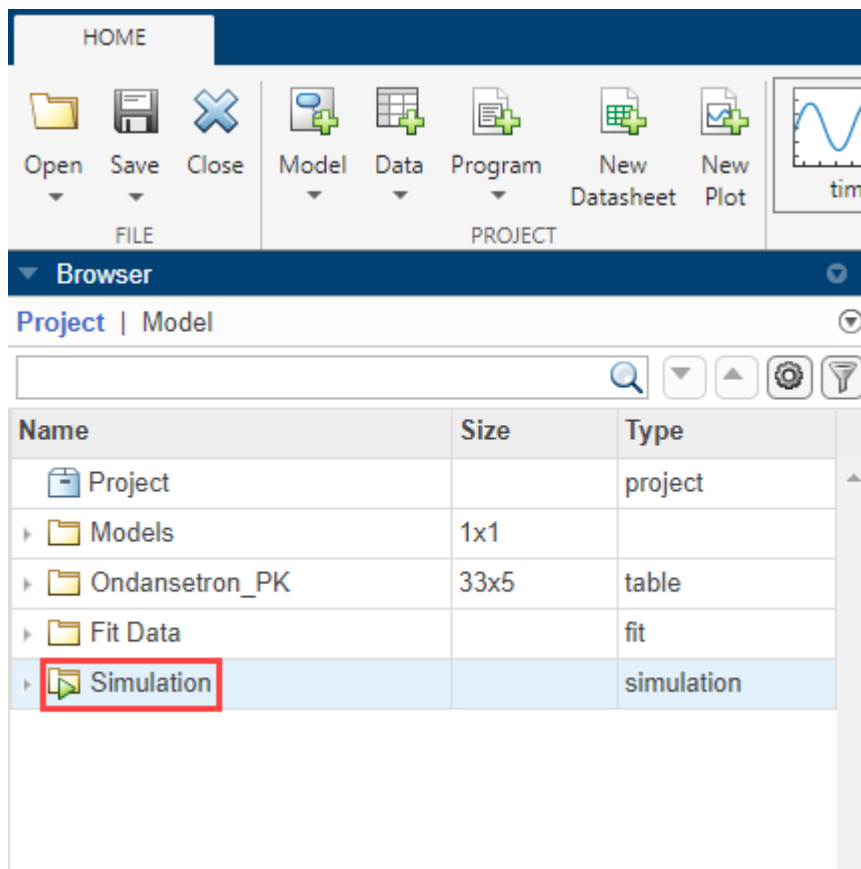 HOME
Open Save Close Model Data Program New Datasheet New Plot tim
FILE PROJECT
Browser
Project | Model
Name Size Type
Project project
Models 1x1
Ondansetron_PK 33x5 table
Fit Data fit
Simulation simulation